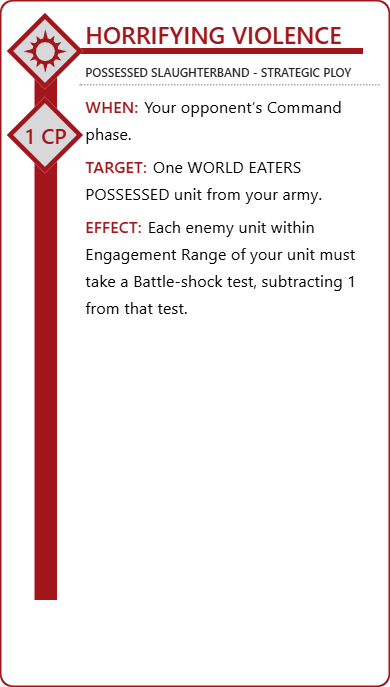 HORRIFYING VIOLENCE
POSSESSED SLAUGHTERBAND - STRATEGIC PLOY
1 CP
WHEN: Your opponent's Command
phase.
TARGET: One WORLD EATERS
POSSESSED unit from your army.
EFFECT: Each enemy unit within
Engagement Range of your unit must
take a Battle-shock test, subtracting 1
from that test.